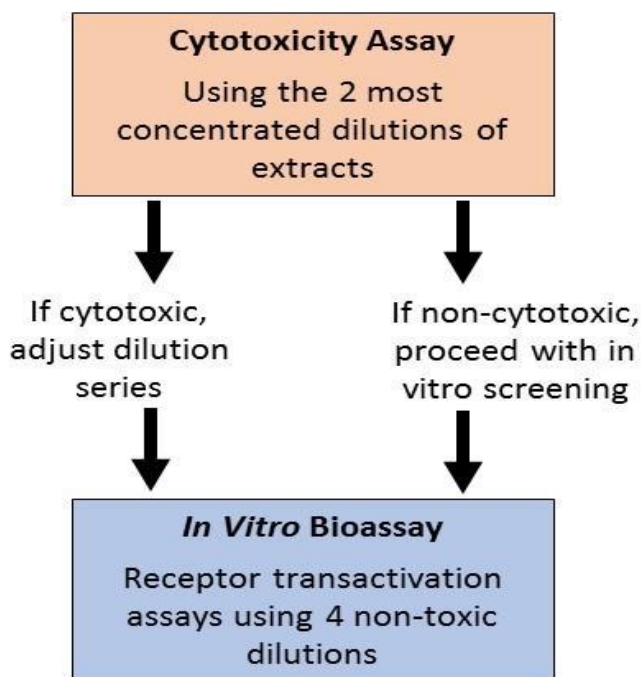 Cytotoxicity Assay
Using the 2 most
concentrated dilutions of
extracts
If cytotoxic,
adjust dilution
series
If non-cytotoxic,
proceed with in
vitro screening
In Vitro Bioassay
Receptor transactivation
assays using 4 non-toxic
dilutions